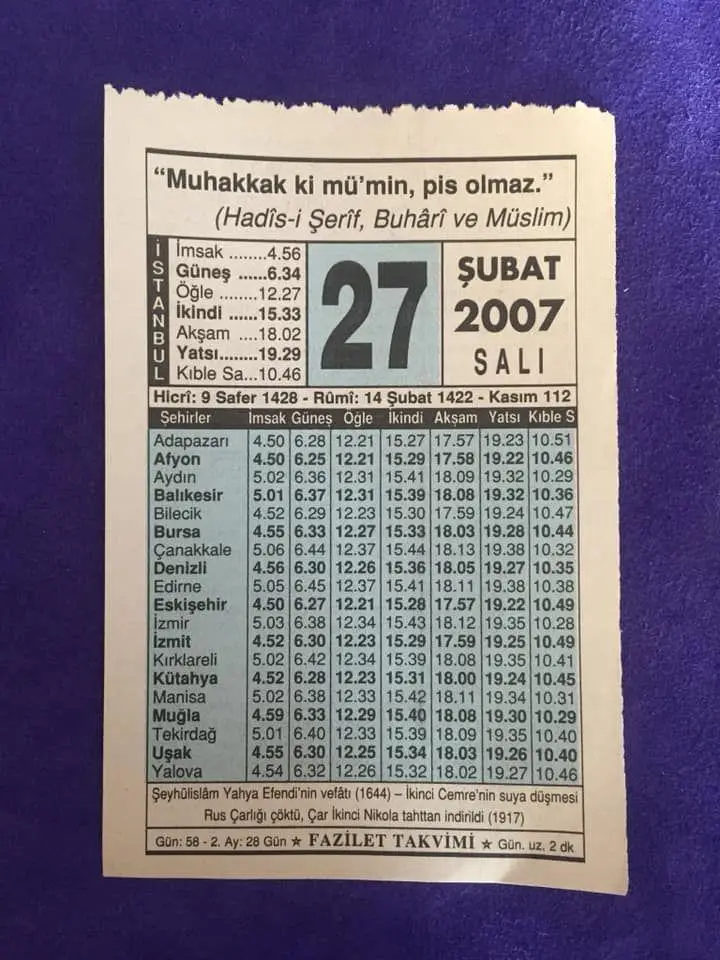 “Muhakkak ki mü’min, pis olmaz.”
(Hadîs-i Şerîf, Buhârî ve Müslim)
İSTANBUL
İmsak ........4.56
Güneş ......6.34
Öğle ........12.27
İkindi ......15.33
Akşam ....18.02
Yatsı........19.29
Kıble Sa...10.46
27
ŞUBAT
2007
SALI
Hicrî: 9 Safer 1428 - Rûmî: 14 Şubat 1422 - Kasım 112
Şehirler İmsak Güneş Öğle İkindi Akşam Yatsı Kıble S
Adapazarı 4.50 6.28 12.21 15.27 17.57 19.23 10.51
Afyon 4.50 6.25 12.21 15.29 17.58 19.22 10.46
Aydın 5.02 6.36 12.31 15.41 18.09 19.32 10.29
Balıkesir 5.01 6.37 12.31 15.39 18.08 19.32 10.36
Bilecik 4.52 6.29 12.23 15.30 17.59 19.24 10.47
Bursa 4.55 6.33 12.27 15.33 18.03 19.28 10.44
Çanakkale 5.06 6.44 12.37 15.44 18.13 19.38 10.32
Denizli 4.56 6.30 12.26 15.36 18.05 19.27 10.35
Edirne 5.05 6.45 12.37 15.41 18.11 19.38 10.38
Eskişehir 4.50 6.27 12.21 15.28 17.57 19.22 10.49
İzmir 5.03 6.38 12.34 15.43 18.12 19.35 10.28
İzmit 4.52 6.30 12.23 15.29 17.59 19.25 10.49
Kırklareli 5.02 6.42 12.34 15.39 18.08 19.35 10.41
Kütahya 4.52 6.28 12.23 15.31 18.00 19.24 10.45
Manisa 5.02 6.38 12.33 15.42 18.11 19.34 10.31
Muğla 4.59 6.33 12.29 15.40 18.08 19.30 10.29
Tekirdağ 5.01 6.40 12.33 15.39 18.09 19.35 10.40
Uşak 4.55 6.30 12.25 15.34 18.03 19.26 10.40
Yalova 4.54 6.32 12.26 15.32 18.02 19.27 10.46
Şeyhülislâm Yahya Efendi’nin vefâtı (1644) – İkinci Cemre’nin suya düşmesi
Rus Çarlığı çöktü, Çar İkinci Nikola tahttan indirildi (1917)
Gün: 58 - 2. Ay: 28 Gün ☆ FAZİLET TAKVİMİ ☆ Gün. uz. 2 dk.